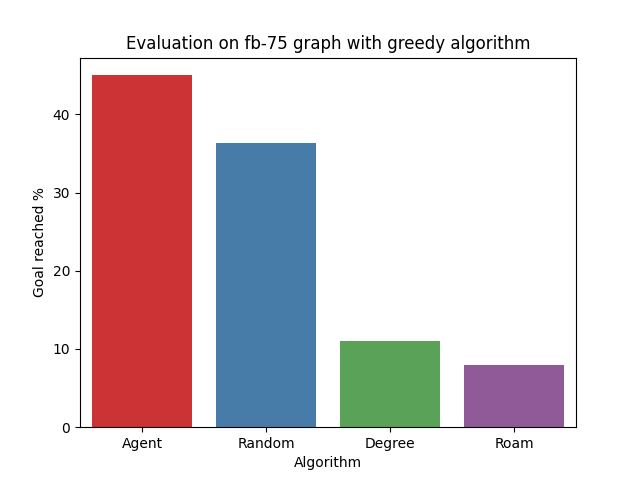 Evaluation on fb-75 graph with greedy algorithm
Goal reached %
40
30
20
10
0
Agent
Random
Degree
Roam
Algorithm